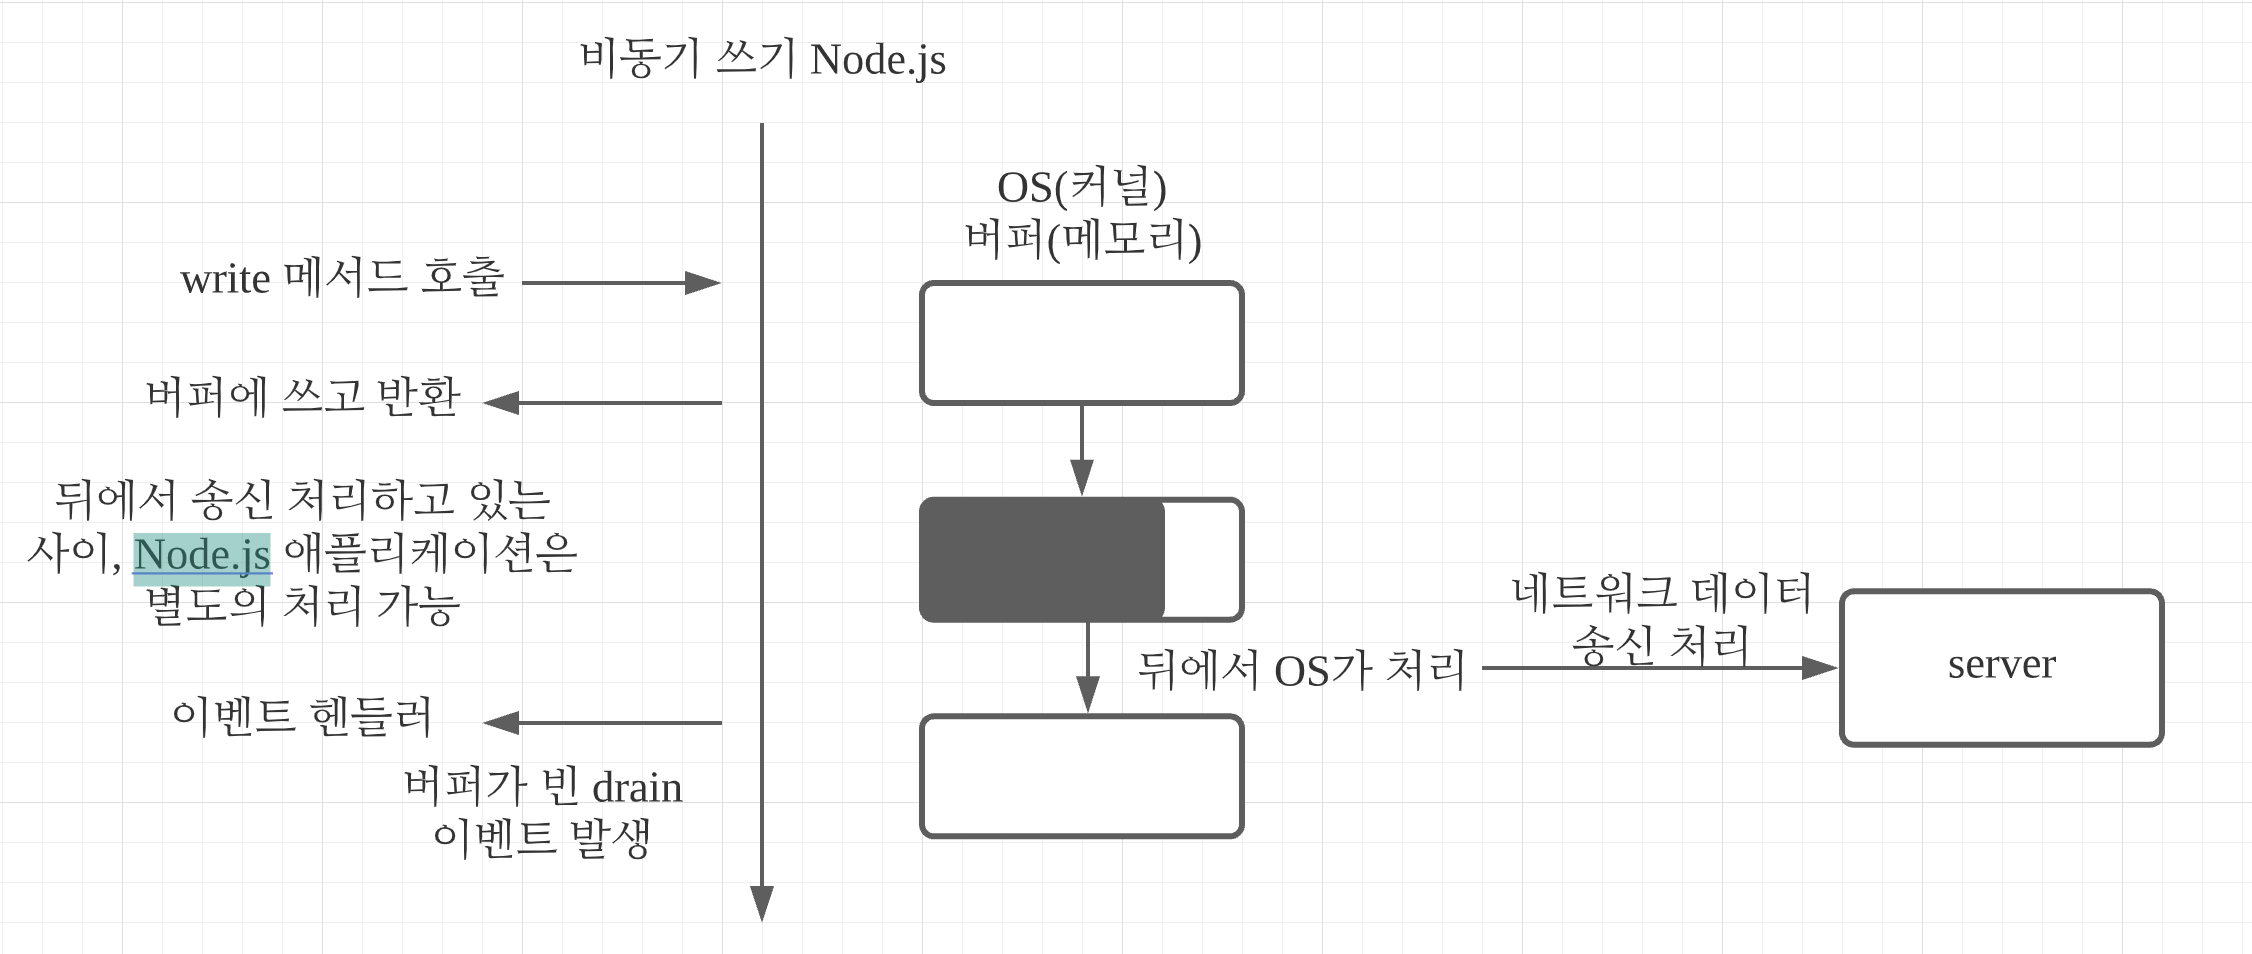 비동기 쓰기 Node.js
OS(커널)
버퍼(메모리)
write 메서드 호출
버퍼에 쓰고 반환
뒤에서 송신 처리하고 있는
사이, Node.js 애플리케이션은
별도의 처리 가능
네트워크 데이터
송신 처리
뒤에서 OS가 처리
server
이벤트 헨들러
버퍼가 빈 drain
이벤트 발생